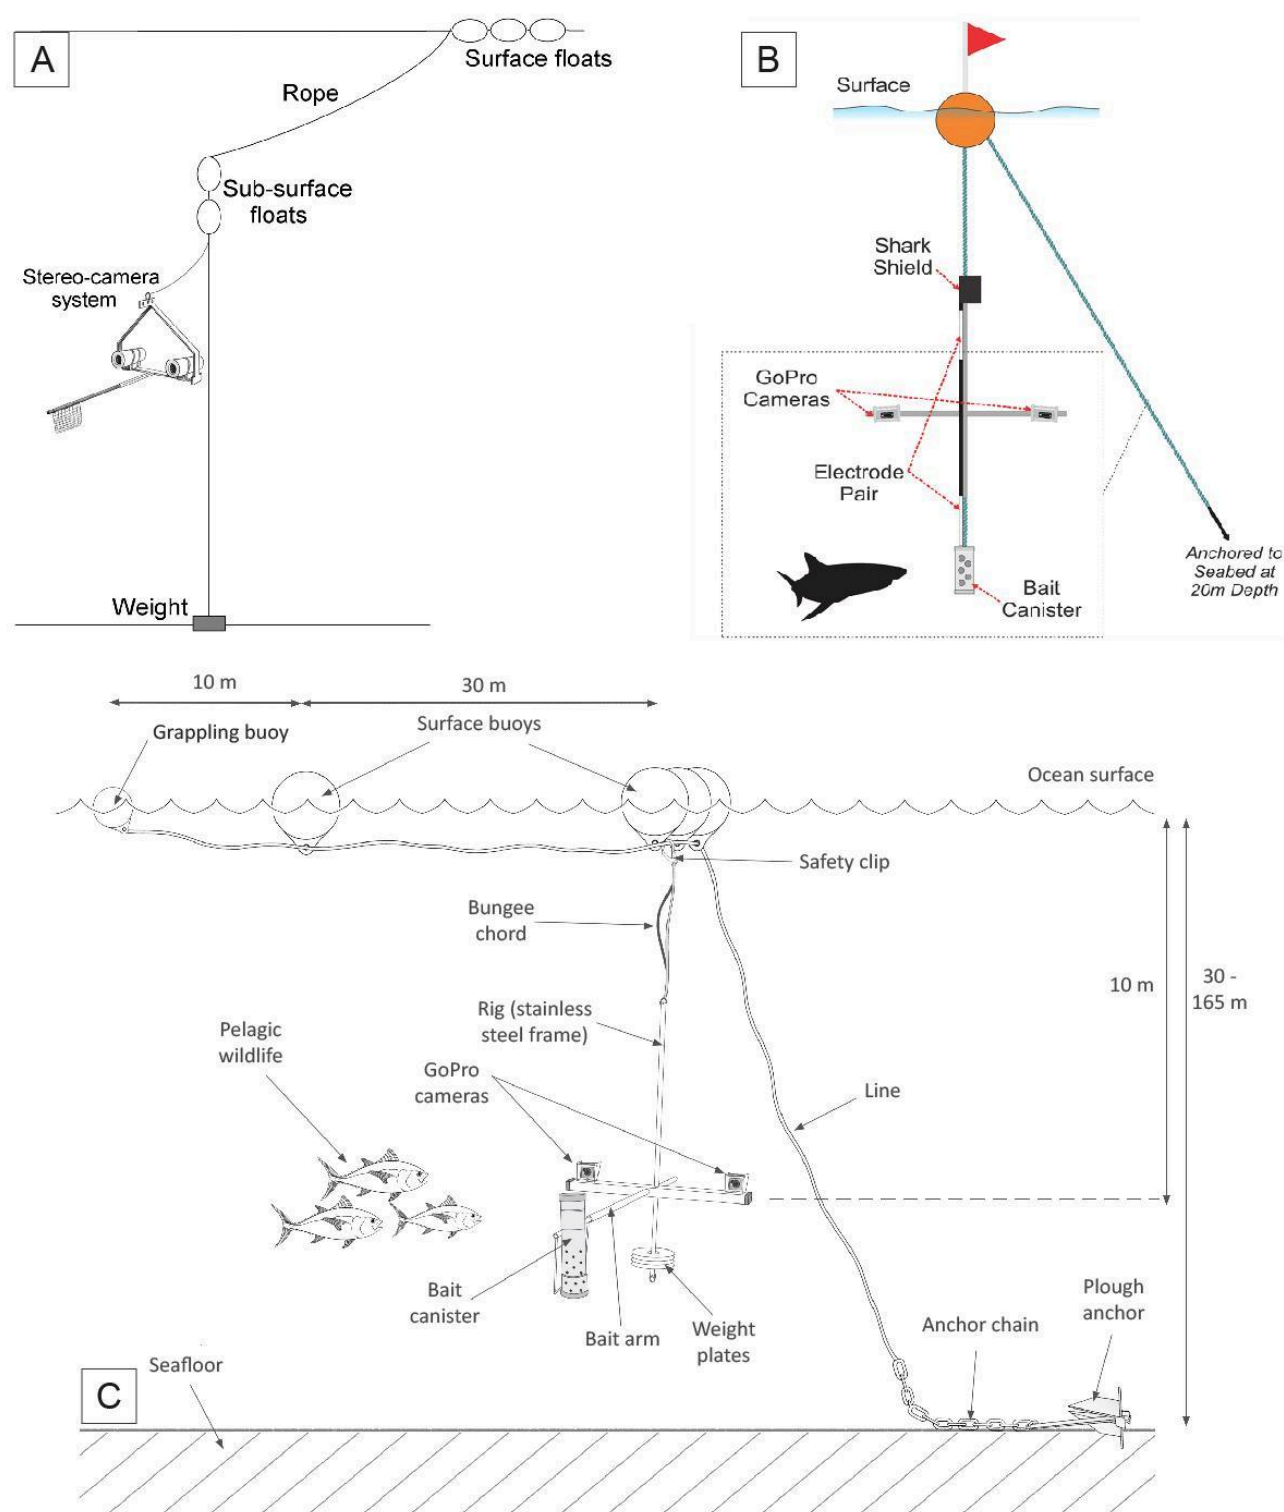 A
Surface floats
Rope
Sub-surface
floats
Stereo-camera
system
Weight
B
Surface
Shark
Shield
GoPro
Cameras
Electrode
Pair
Bait
Canister
Anchored to
Seabed at
20m Depth
10 m
30 m
Grappling buoy
Surface buoys
Ocean surface
Safety clip
Bungee
chord
10 m
30 -
165 m
Rig (stainless
steel frame)
Pelagic
wildlife
GoPro
cameras
Line
Bait
canister
Bait arm
Weight
plates
Anchor chain
Plough
anchor
Seafloor
C